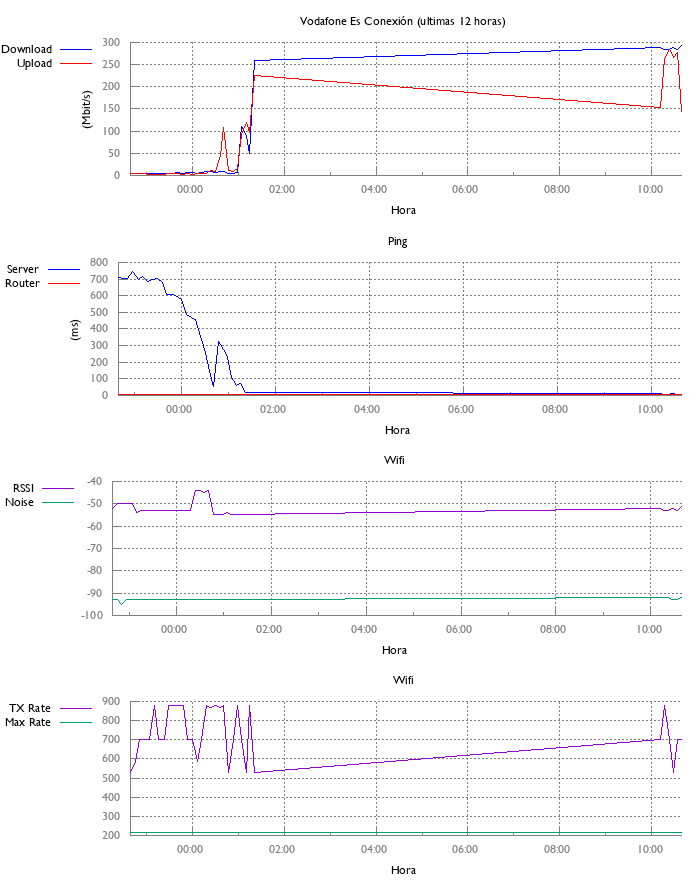 Vodafone Es Conexión (ultimas 12 horas)
Download
Upload
(Mbit/s)
300
250
200
150
100
50
0
00:00 02:00 04:00 06:00 08:00 10:00
Hora
Ping
Server
Router
(ms)
800
700
600
500
400
300
200
100
0
00:00 02:00 04:00 06:00 08:00 10:00
Hora
Wifi
RSSI
Noise
-40
-50
-60
-70
-80
-90
-100
00:00 02:00 04:00 06:00 08:00 10:00
Hora
Wifi
TX Rate
Max Rate
900
800
700
600
500
400
300
200
00:00 02:00 04:00 06:00 08:00 10:00
Hora